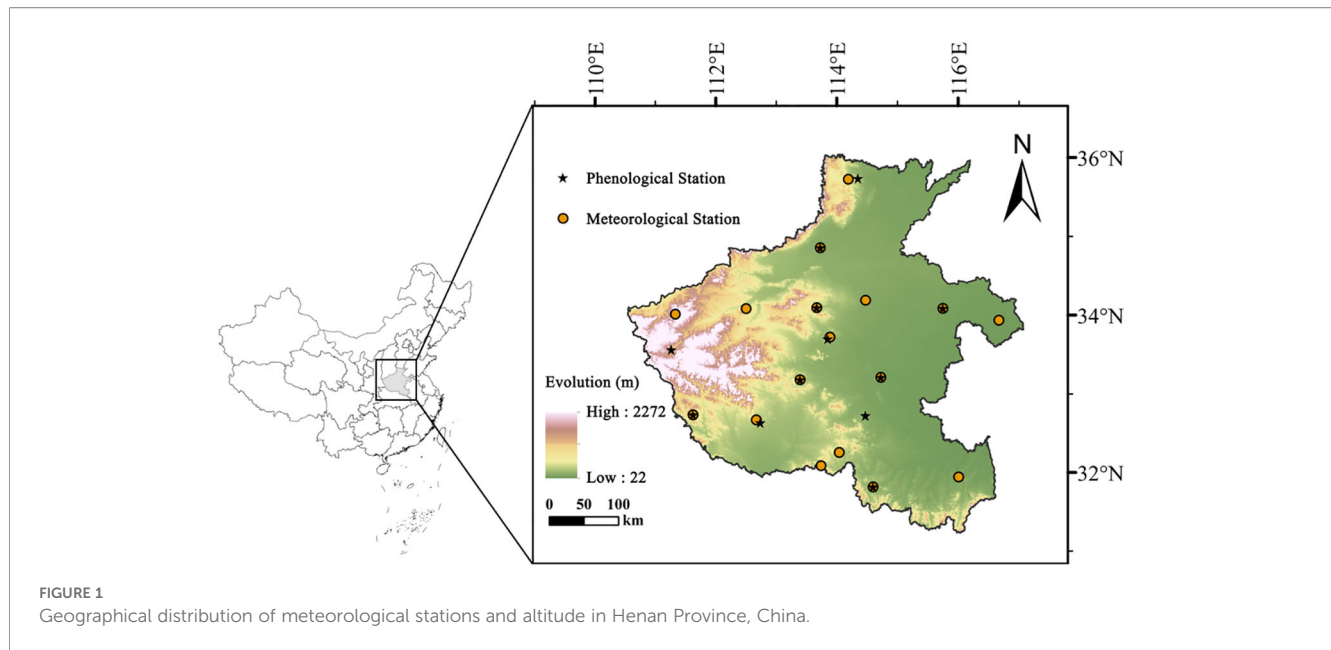 110°E
112°E
114°E
116°E
N
36°N
34°N
32°N
Phenological Station
Meteorological Station
Evolution (m)
High : 2272
Low : 22
0 50 100
km
FIGURE 1
Geographical distribution of meteorological stations and altitude in Henan Province, China.